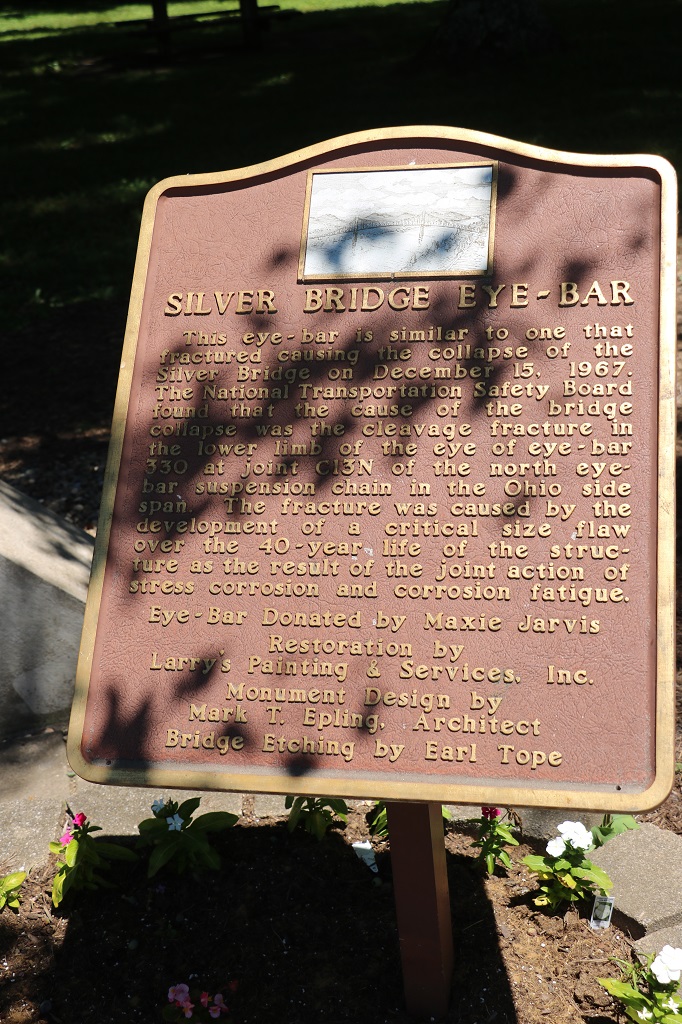 SILVER BRIDGE EYE-BAR
This eye-bar is similar to one that
fractured causing the collapse of the
Silver Bridge on December 15, 1967.
The National Transportation Safety Board
found that the cause of the bridge
collapse was the cleavage fracture in
the lower limb of the eye of eye-bar
330 at joint C13N of the north eye-
bar suspension chain in the Ohio side
span. The fracture was caused by the
development of a critical size flaw
over the 40-year life of the struc-
ture as the result of the joint action of
stress corrosion and corrosion fatigue.
Eye-Bar Donated by Maxie Jarvis
Restoration by
Larry's Painting & Services, Inc.
Monument Design by
Mark T. Epling, Architect
Bridge Etching by Earl Tope